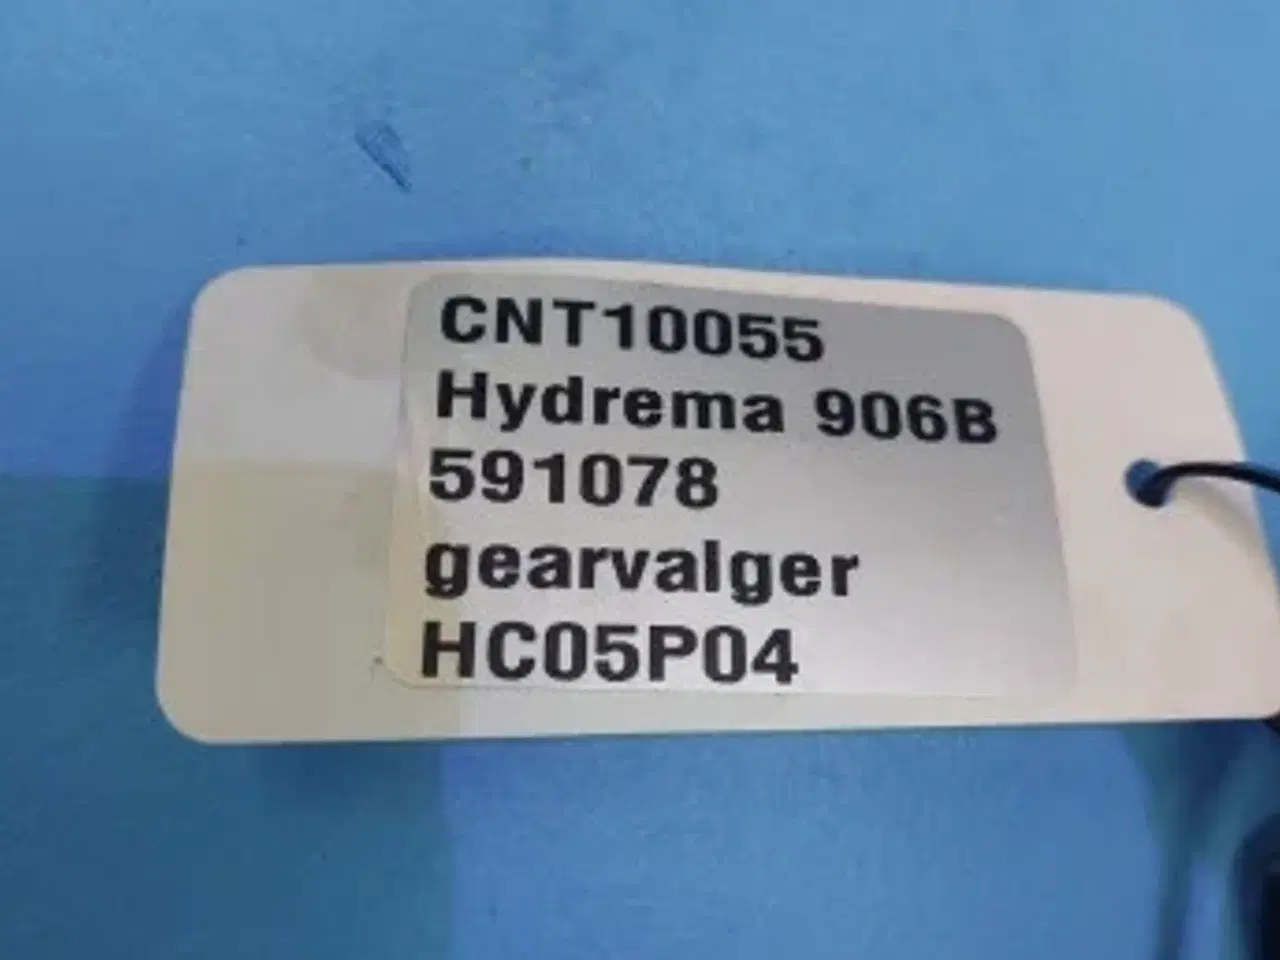 CNT10055
Hydrema 906B
591078
gearvalger
HC05P04